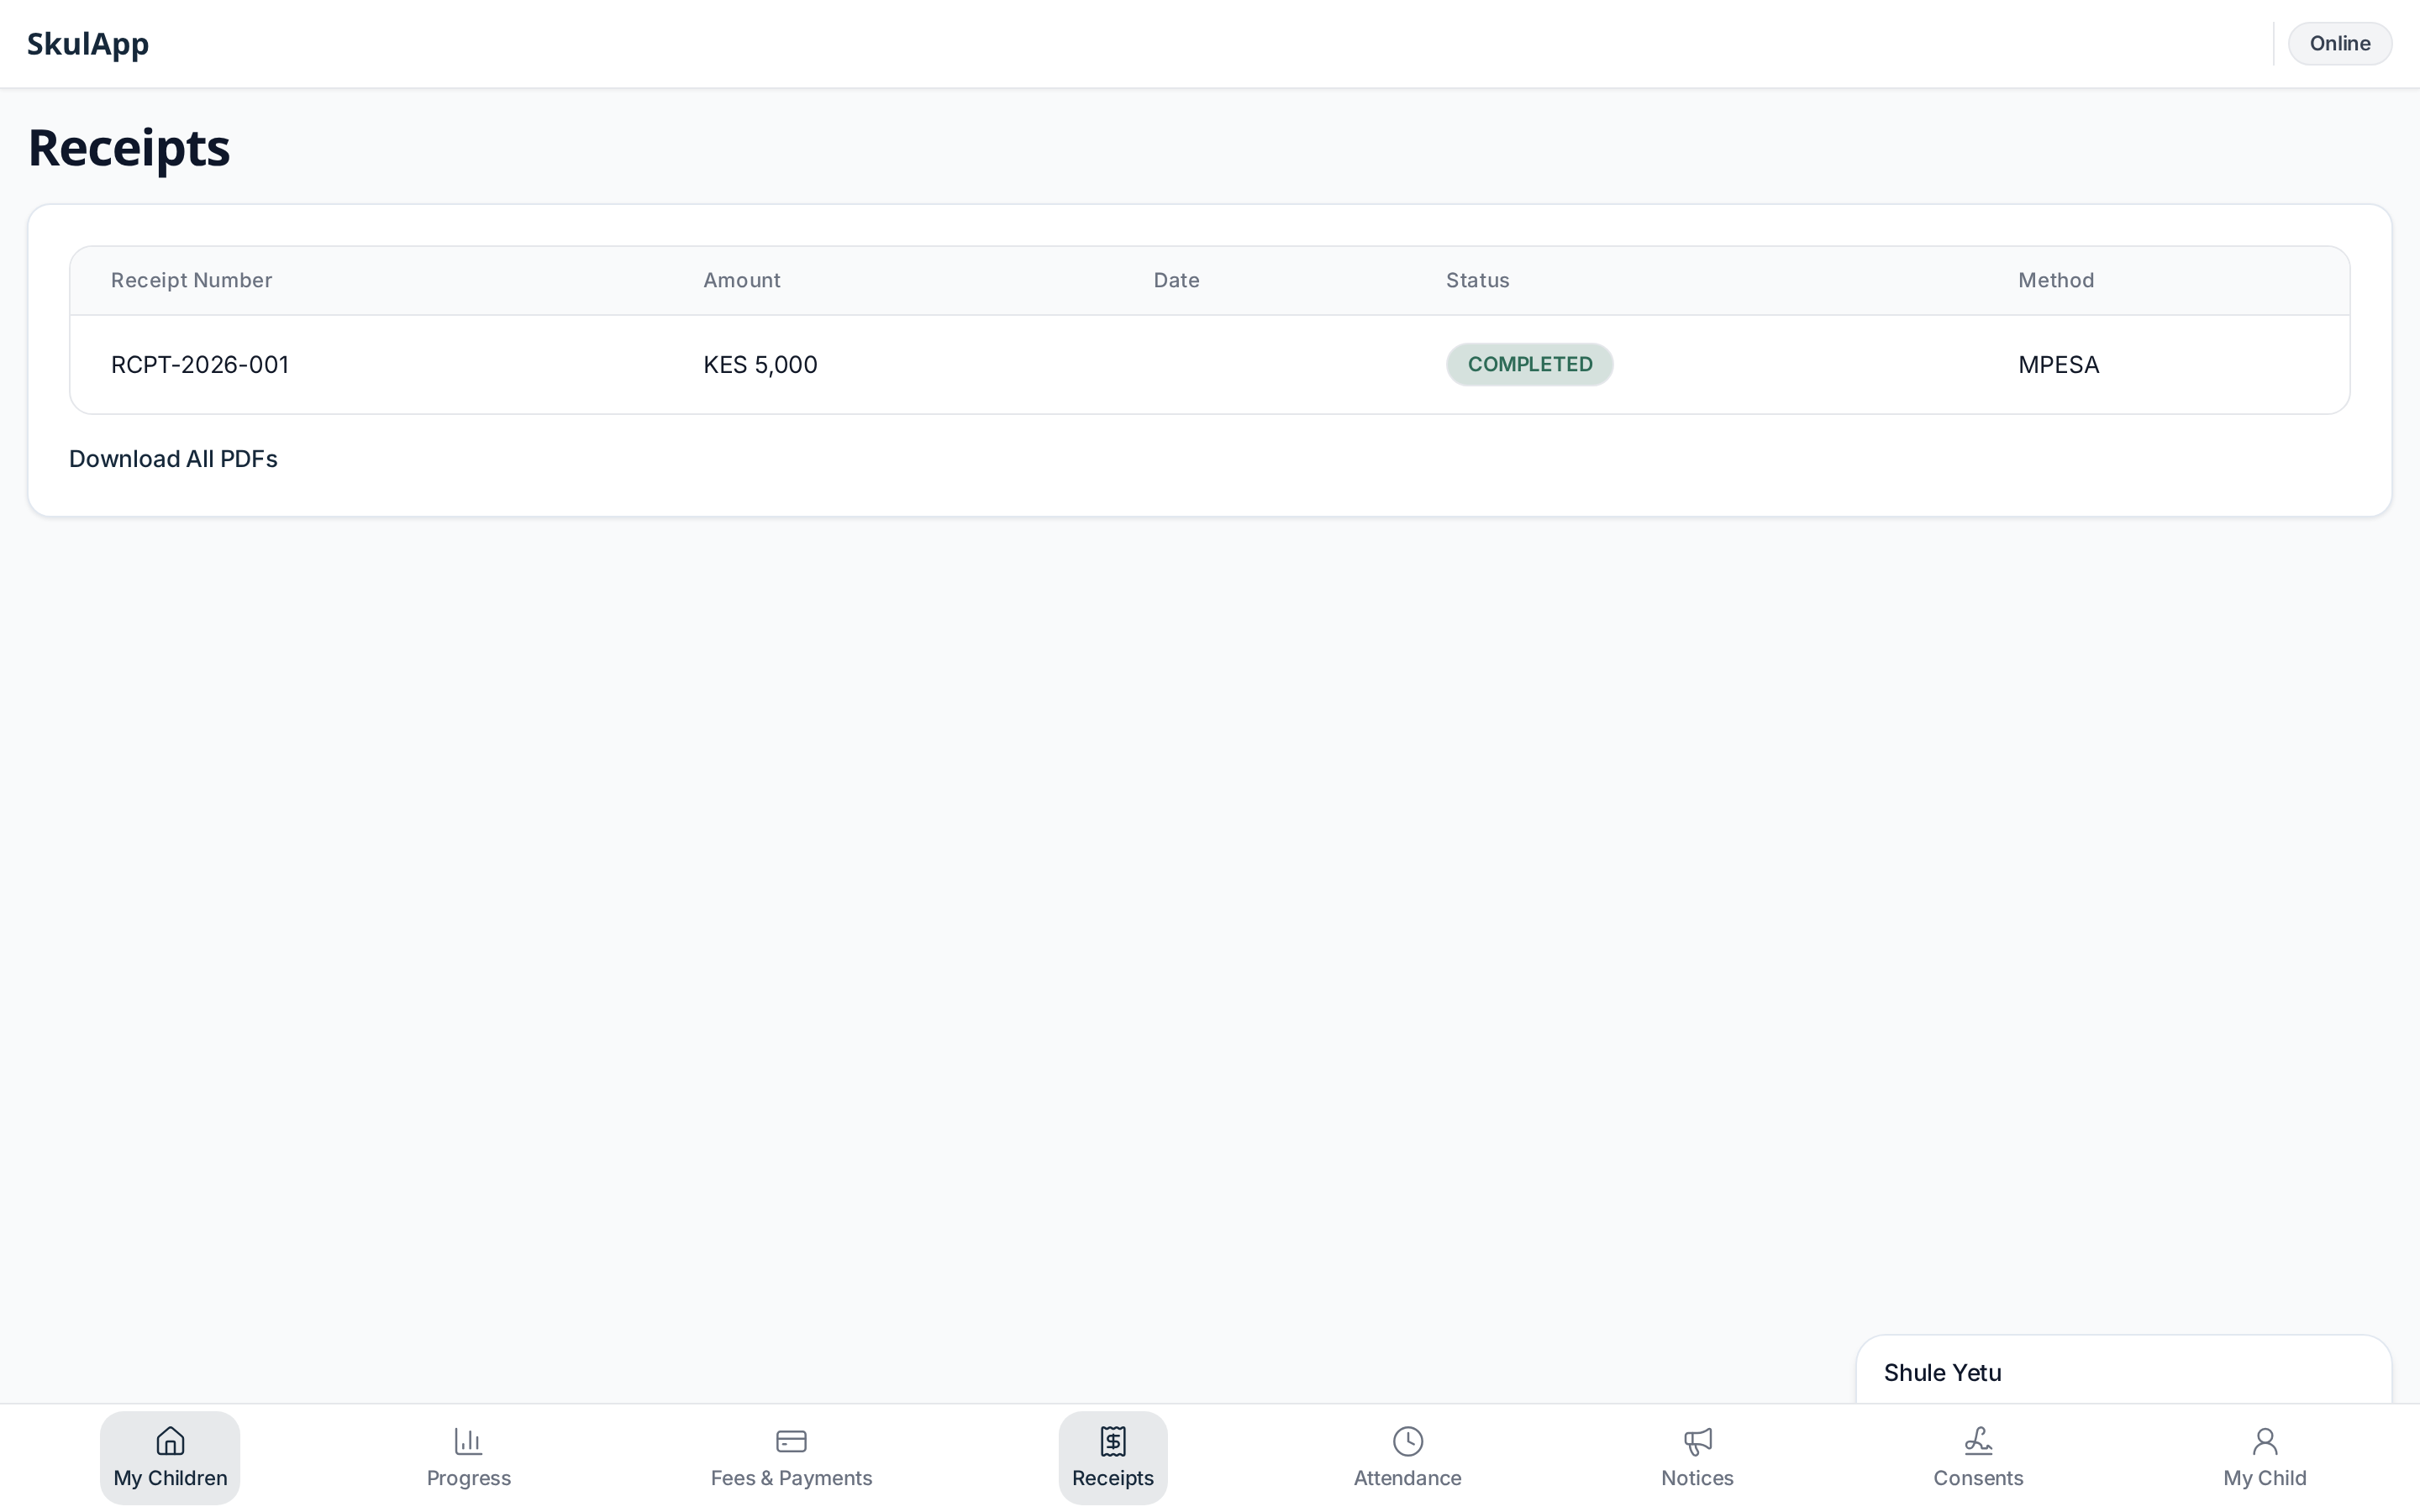 SkulApp
Online
Receipts
Receipt Number Amount Date Status Method
RCPT-2026-001 KES 5,000 COMPLETED MPESA
Download All PDFs
Shule Yetu
My Children Progress Fees & Payments Receipts Attendance Notices Consents My Child